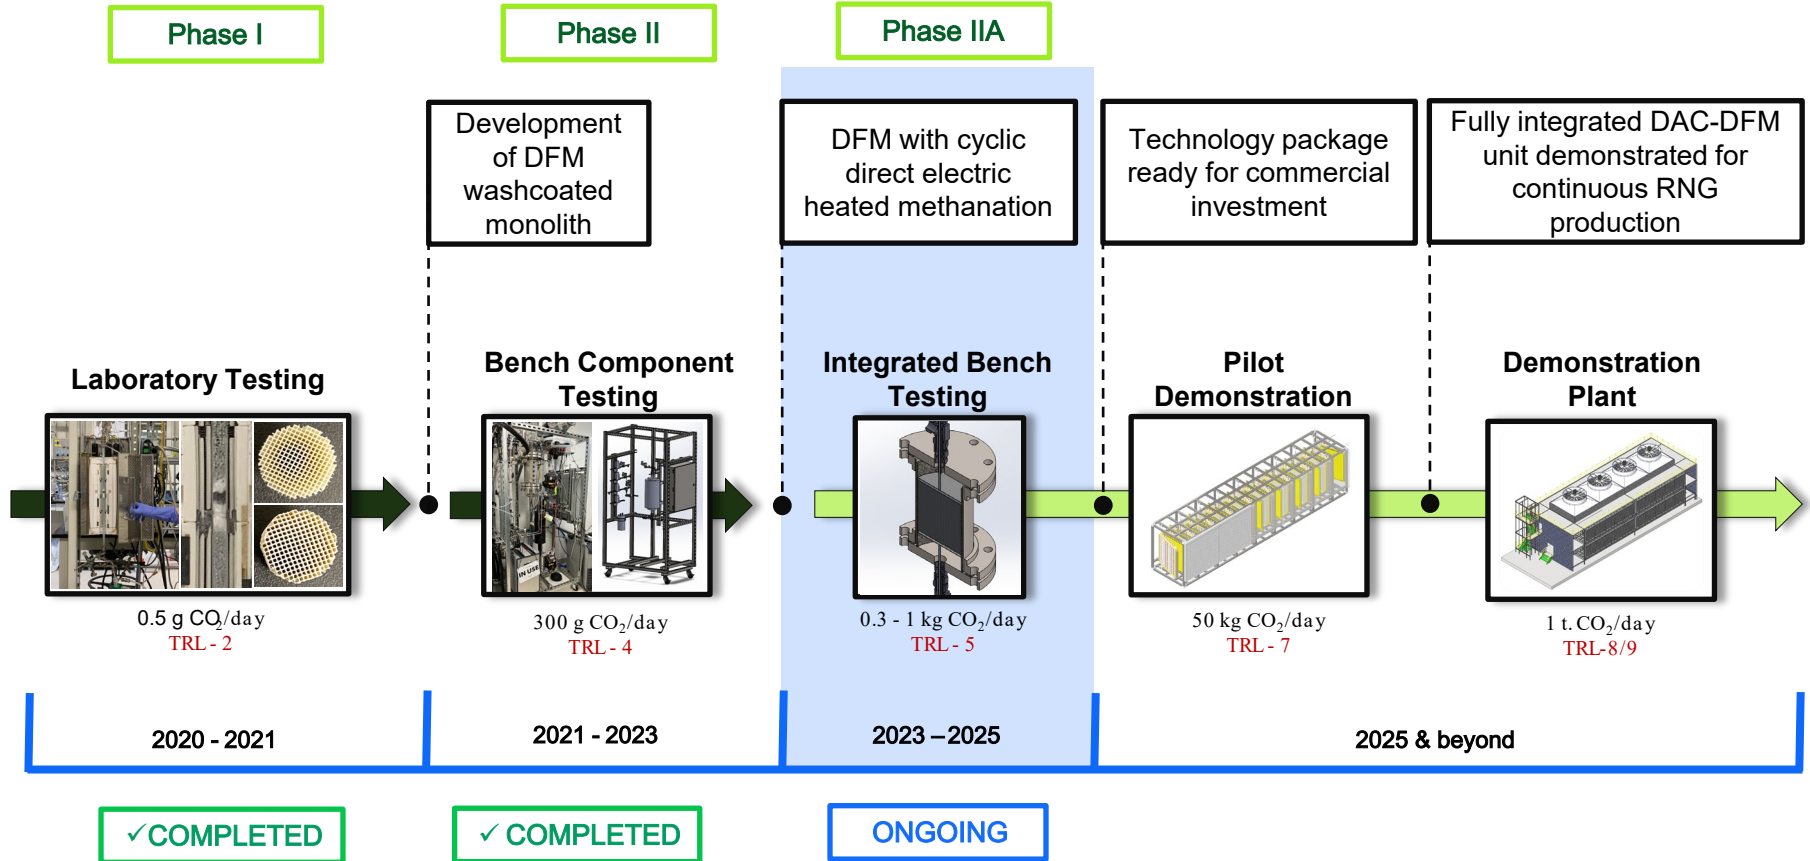 Phase I
Phase II
Phase IIA
Development
of DFM
washcoated
monolith
DFM with cyclic
direct electric
heated methanation
Technology package
ready for commercial
investment
Fully integrated DAC-DFM
unit demonstrated for
continuous RNG
production
Laboratory Testing
Bench Component
Testing
Integrated Bench
Testing
Pilot
Demonstration
Demonstration
Plant
IN USE
0.5 g CO₂/day
TRL - 2
300 g CO₂/day
TRL - 4
0.3 - 1 kg CO₂/day
TRL - 5
50 kg CO₂/day
TRL - 7
1 t. CO₂/day
TRL-8/9
2020 - 2021
2021 - 2023
2023 – 2025
2025 & beyond
✓COMPLETED
✓ COMPLETED
ONGOING